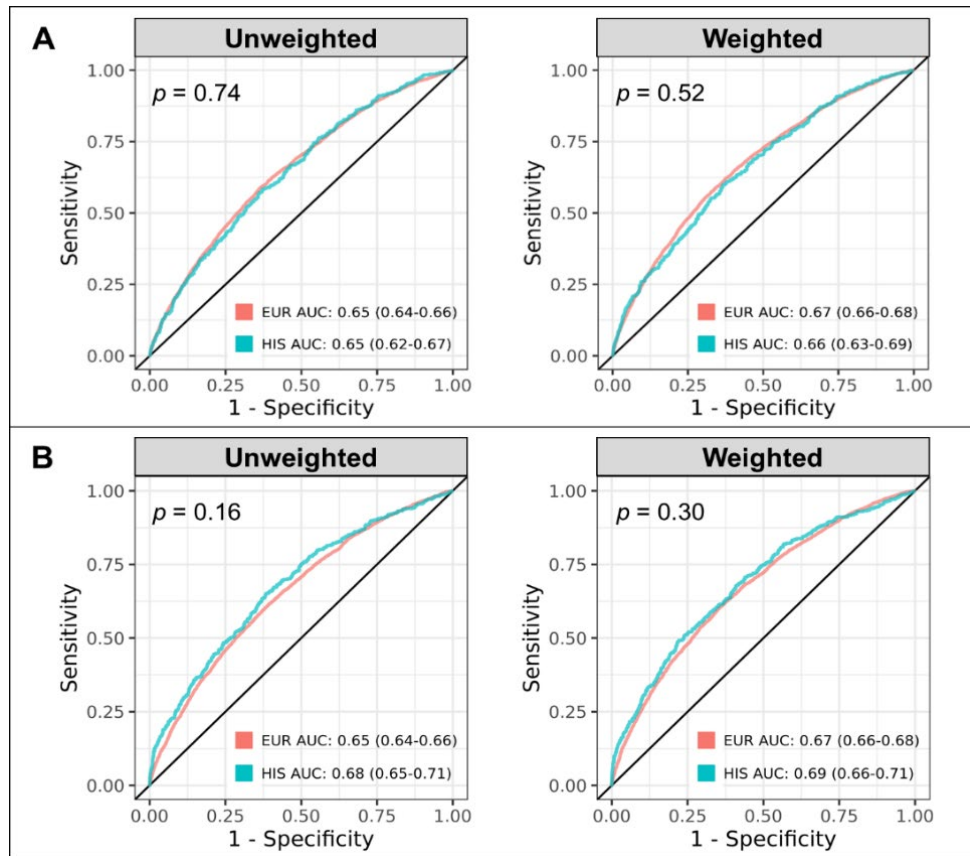 A
Unweighted
Weighted
p = 0.74
p = 0.52
1.00
0.75
0.50
0.25
0.00
Sensitivity
EUR AUC: 0.65 (0.64-0.66)
HIS AUC: 0.65 (0.62-0.67)
0.00 0.25 0.50 0.75 1.00
1 - Specificity
1.00
0.75
0.50
0.25
0.00
Sensitivity
EUR AUC: 0.67 (0.66-0.68)
HIS AUC: 0.66 (0.63-0.69)
0.00 0.25 0.50 0.75 1.00
1 - Specificity
B
Unweighted
Weighted
p = 0.16
p = 0.30
1.00
0.75
0.50
0.25
0.00
Sensitivity
EUR AUC: 0.65 (0.64-0.66)
HIS AUC: 0.68 (0.65-0.71)
0.00 0.25 0.50 0.75 1.00
1 - Specificity
1.00
0.75
0.50
0.25
0.00
Sensitivity
EUR AUC: 0.67 (0.66-0.68)
HIS AUC: 0.69 (0.66-0.71)
0.00 0.25 0.50 0.75 1.00
1 - Specificity